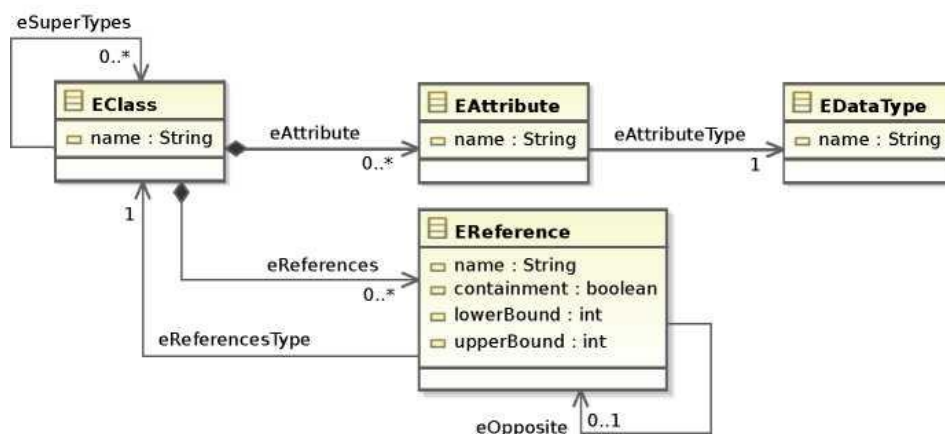 eSuperTypes
0..*
EClass
name : String
eAttribute
0..*
EAttribute
name : String
eAttributeType
1
EDataType
name : String
1
eReferences
0..*
EReference
name : String
containment : boolean
lowerBound : int
upperBound : int
eReferencesType
eOpposite
0..1